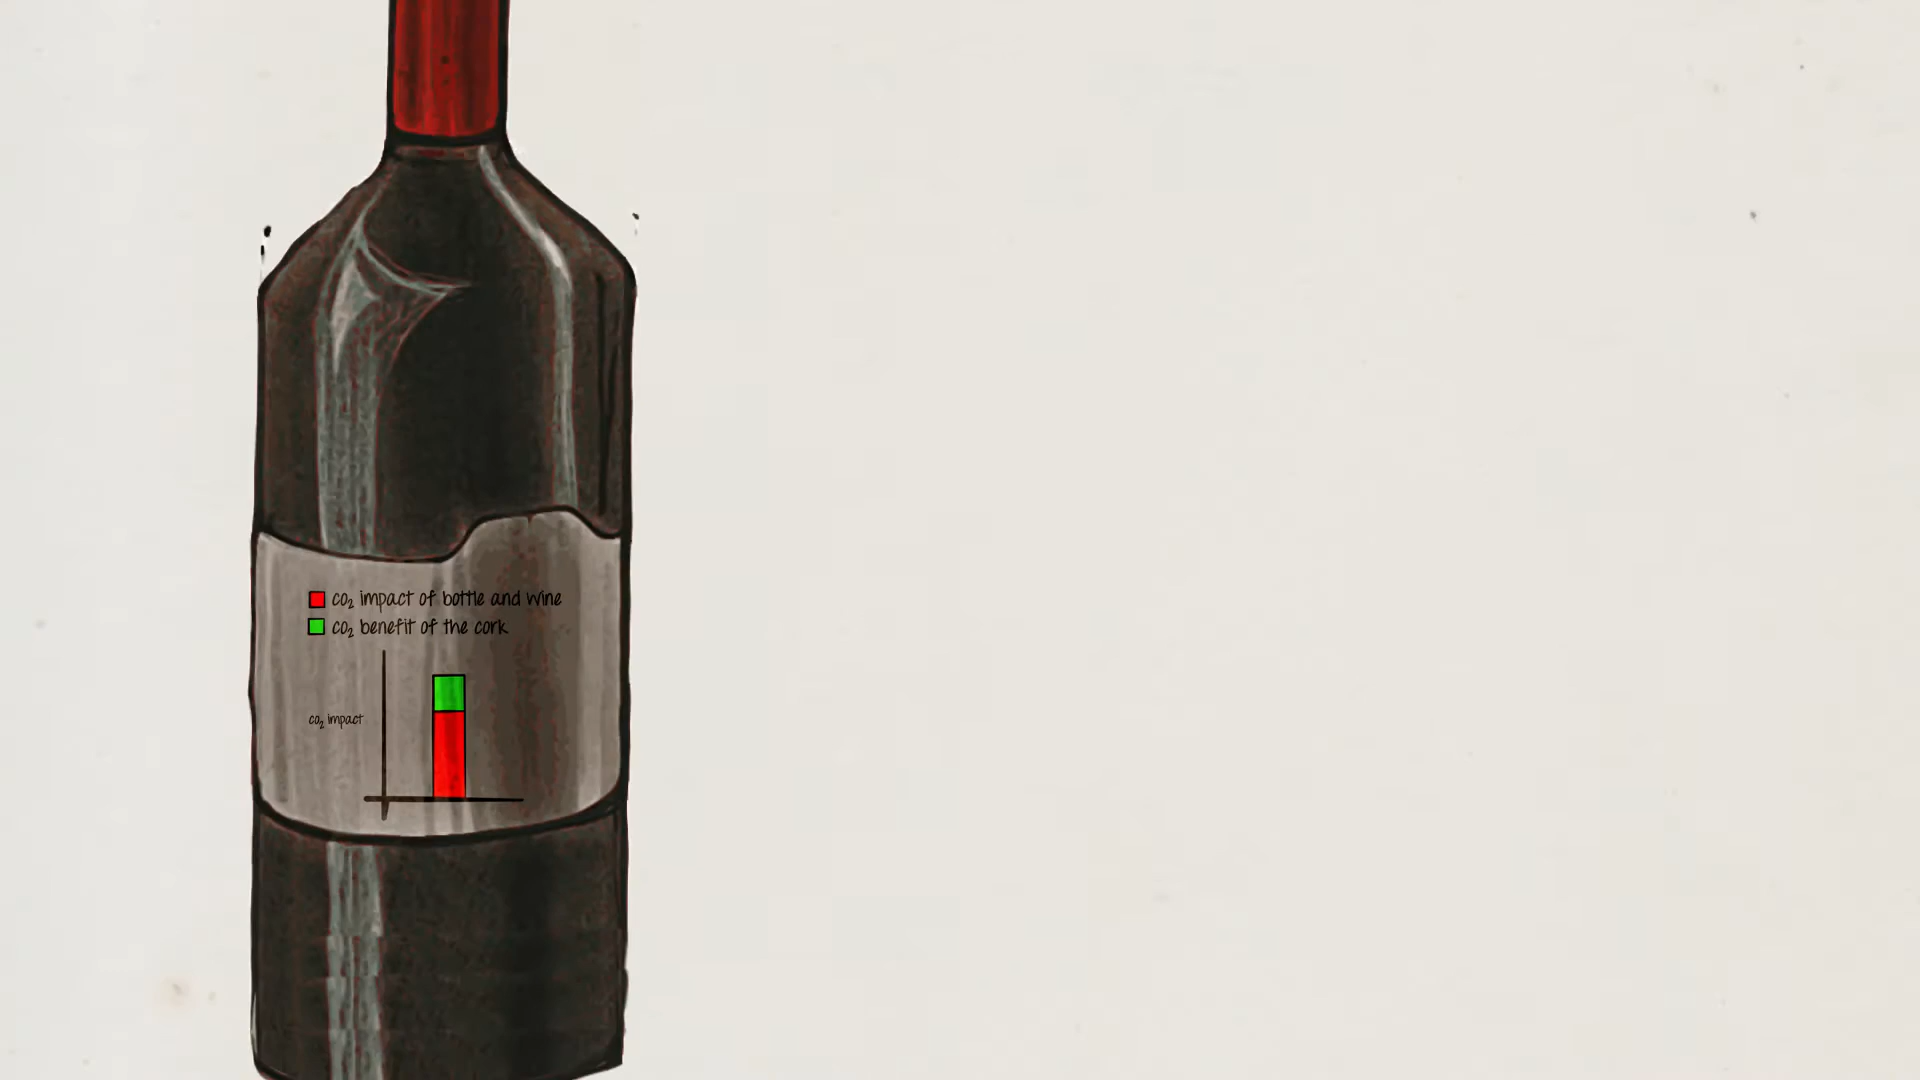 co₂ impact of bottle and wine
co₂ benefit of the cork
co₂ impact